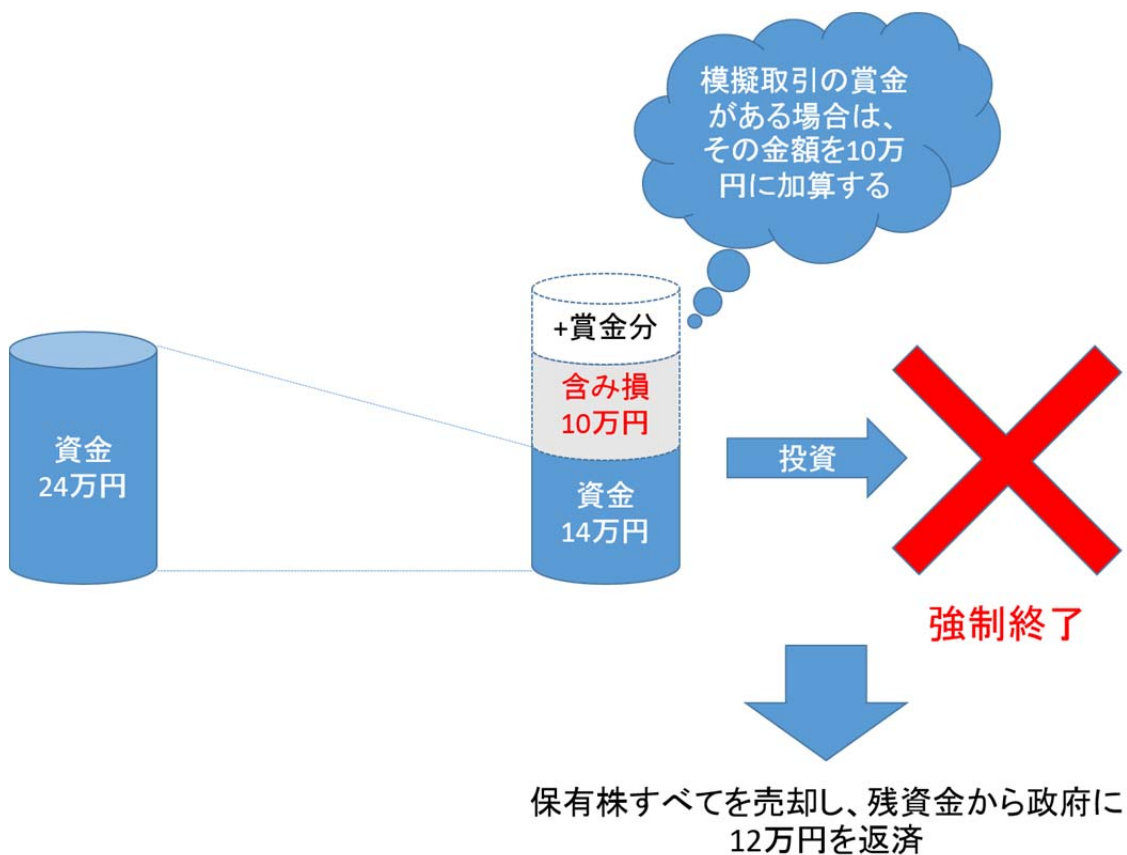 模擬取引の賞金
がある場合は、
その金額を10万
円に加算する
+賞金分
含み損
10万円
資金
24万円
資金
14万円
投資
強制終了
保有株すべてを売却し、残資金から政府に
12万円を返済